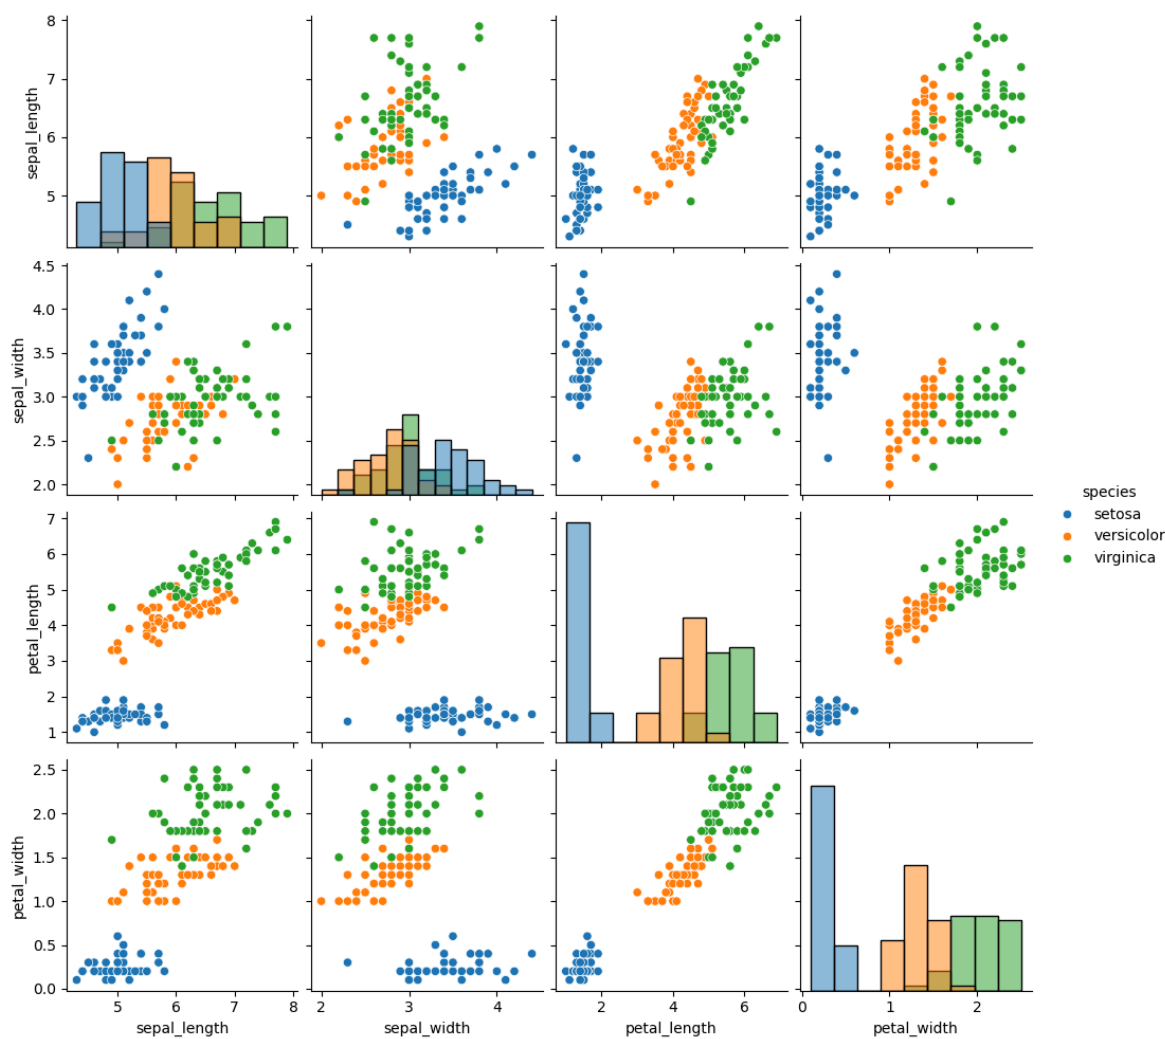 8
7
6
5
sepal_length
4.5
4.0
3.5
3.0
2.5
2.0
sepal_width
species
setosa
versicolor
virginica
7
6
5
4
3
2
1
petal_length
2.5
2.0
1.5
1.0
0.5
0.0
petal_width
5 6 7 8
sepal_length
2 3 4
sepal_width
2 4 6
petal_length
0 1 2
petal_width